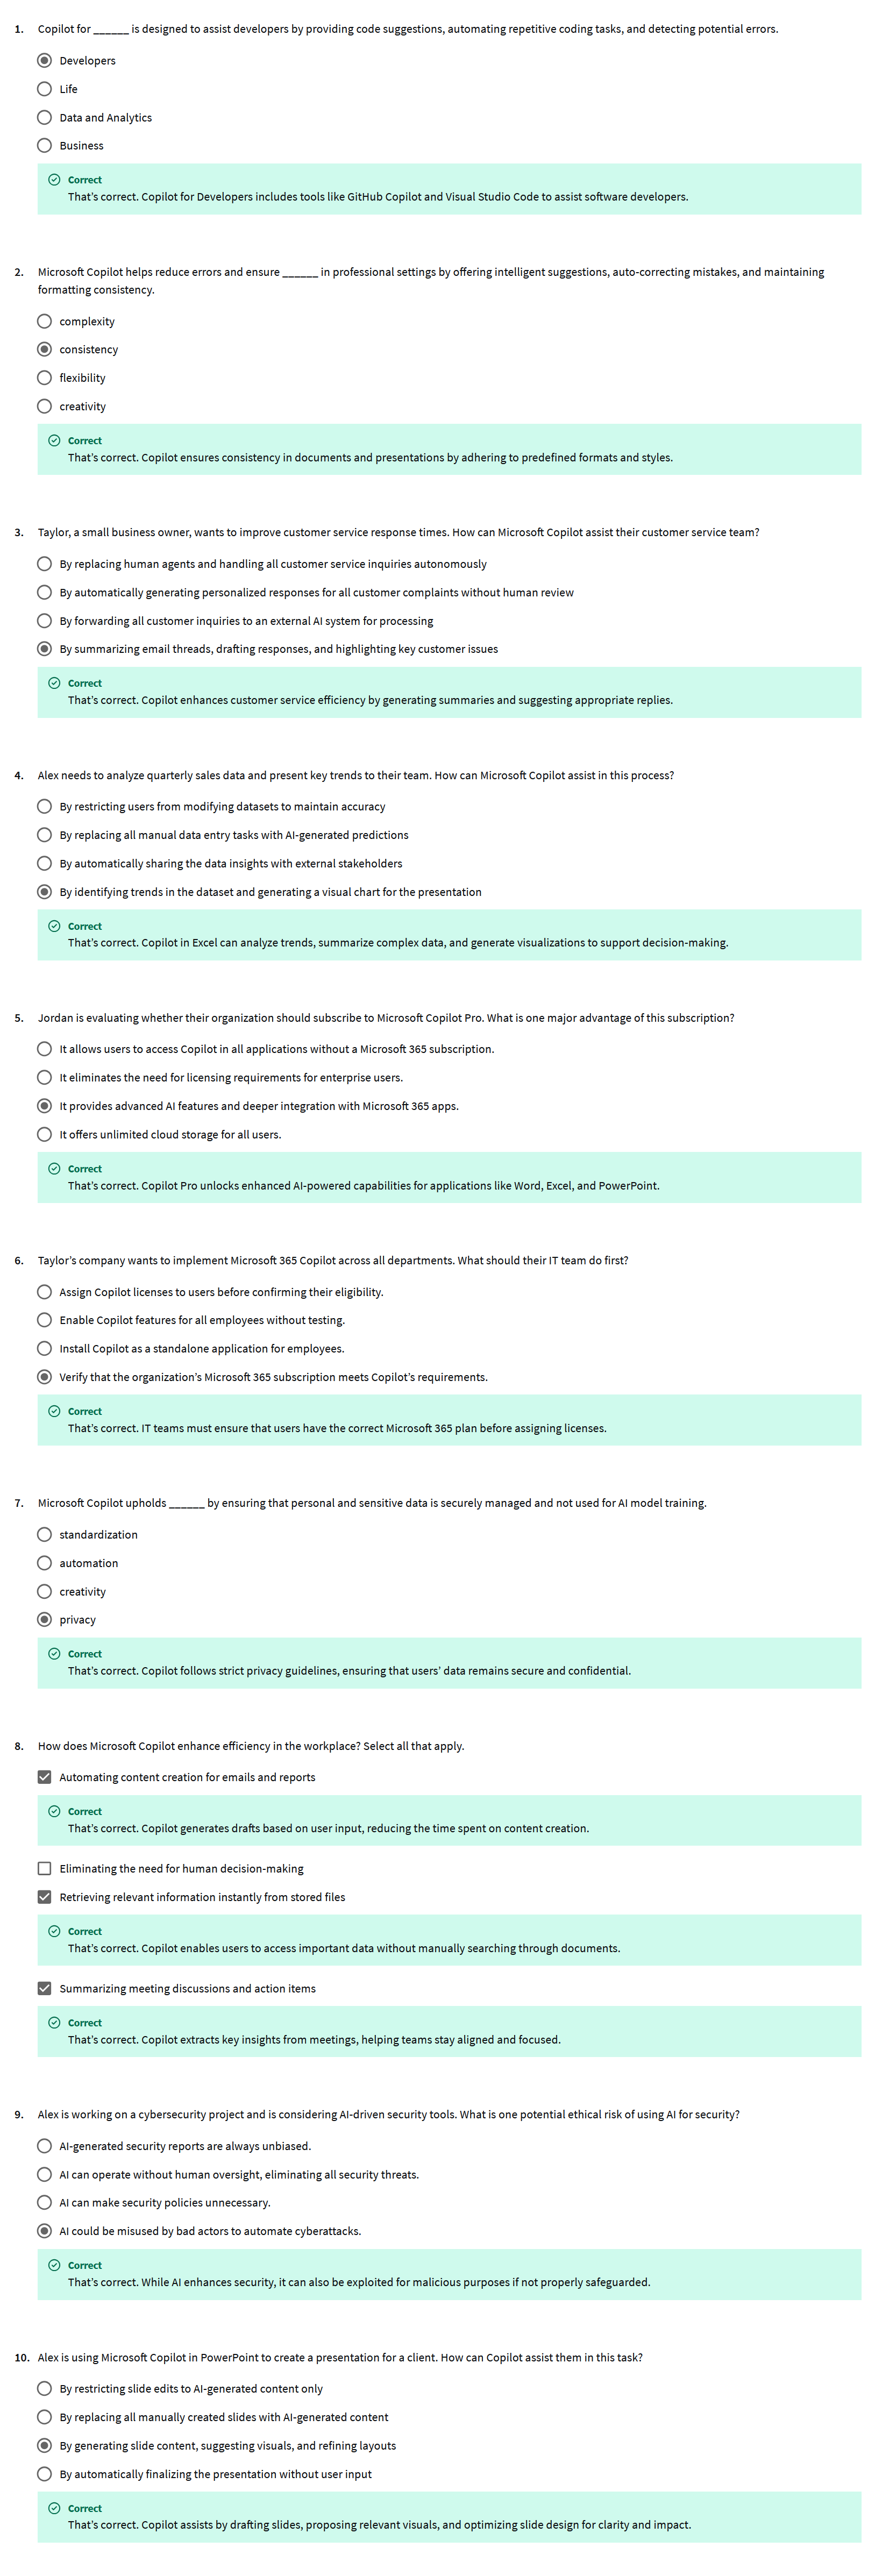 1. Copilot for ______ is designed to assist developers by providing code suggestions, automating repetitive coding tasks, and detecting potential errors.
Developers
Life
Data and Analytics
Business
Correct
That's correct. Copilot for Developers includes tools like GitHub Copilot and Visual Studio Code to assist software developers.
2. Microsoft Copilot helps reduce errors and ensure ______ in professional settings by offering intelligent suggestions, auto-correcting mistakes, and maintaining
formatting consistency.
complexity
consistency
flexibility
creativity
Correct
That's correct. Copilot ensures consistency in documents and presentations by adhering to predefined formats and styles.
3. Taylor, a small business owner, wants to improve customer service response times. How can Microsoft Copilot assist their customer service team?
By replacing human agents and handling all customer service inquiries autonomously
By automatically generating personalized responses for all customer complaints without human review
By forwarding all customer inquiries to an external AI system for processing
By summarizing email threads, drafting responses, and highlighting key customer issues
Correct
That's correct. Copilot enhances customer service efficiency by generating summaries and suggesting appropriate replies.
4. Alex needs to analyze quarterly sales data and present key trends to their team. How can Microsoft Copilot assist in this process?
By restricting users from modifying datasets to maintain accuracy
By replacing all manual data entry tasks with AI-generated predictions
By automatically sharing the data insights with external stakeholders
By identifying trends in the dataset and generating a visual chart for the presentation
Correct
That's correct. Copilot in Excel can analyze trends, summarize complex data, and generate visualizations to support decision-making.
5. Jordan is evaluating whether their organization should subscribe to Microsoft Copilot Pro. What is one major advantage of this subscription?
It allows users to access Copilot in all applications without a Microsoft 365 subscription.
It eliminates the need for licensing requirements for enterprise users.
It provides advanced AI features and deeper integration with Microsoft 365 apps.
It offers unlimited cloud storage for all users.
Correct
That's correct. Copilot Pro unlocks enhanced AI-powered capabilities for applications like Word, Excel, and PowerPoint.
6. Taylor's company wants to implement Microsoft 365 Copilot across all departments. What should their IT team do first?
Assign Copilot licenses to users before confirming their eligibility.
Enable Copilot features for all employees without testing.
Install Copilot as a standalone application for employees.
Verify that the organization's Microsoft 365 subscription meets Copilot's requirements.
Correct
That's correct. IT teams must ensure that users have the correct Microsoft 365 plan before assigning licenses.
7. Microsoft Copilot upholds ______ by ensuring that personal and sensitive data is securely managed and not used for AI model training.
standardization
automation
creativity
privacy
Correct
That's correct. Copilot follows strict privacy guidelines, ensuring that users' data remains secure and confidential.
8. How does Microsoft Copilot enhance efficiency in the workplace? Select all that apply.
Automating content creation for emails and reports
Correct
That's correct. Copilot generates drafts based on user input, reducing the time spent on content creation.
Eliminating the need for human decision-making
Retrieving relevant information instantly from stored files
Correct
That's correct. Copilot enables users to access important data without manually searching through documents.
Summarizing meeting discussions and action items
Correct
That's correct. Copilot extracts key insights from meetings, helping teams stay aligned and focused.
9. Alex is working on a cybersecurity project and is considering AI-driven security tools. What is one potential ethical risk of using AI for security?
AI-generated security reports are always unbiased.
AI can operate without human oversight, eliminating all security threats.
AI can make security policies unnecessary.
AI could be misused by bad actors to automate cyberattacks.
Correct
That's correct. While AI enhances security, it can also be exploited for malicious purposes if not properly safeguarded.
10. Alex is using Microsoft Copilot in PowerPoint to create a presentation for a client. How can Copilot assist them in this task?
By restricting slide edits to AI-generated content only
By replacing all manually created slides with AI-generated content
By generating slide content, suggesting visuals, and refining layouts
By automatically finalizing the presentation without user input
Correct
That's correct. Copilot assists by drafting slides, proposing relevant visuals, and optimizing slide design for clarity and impact.